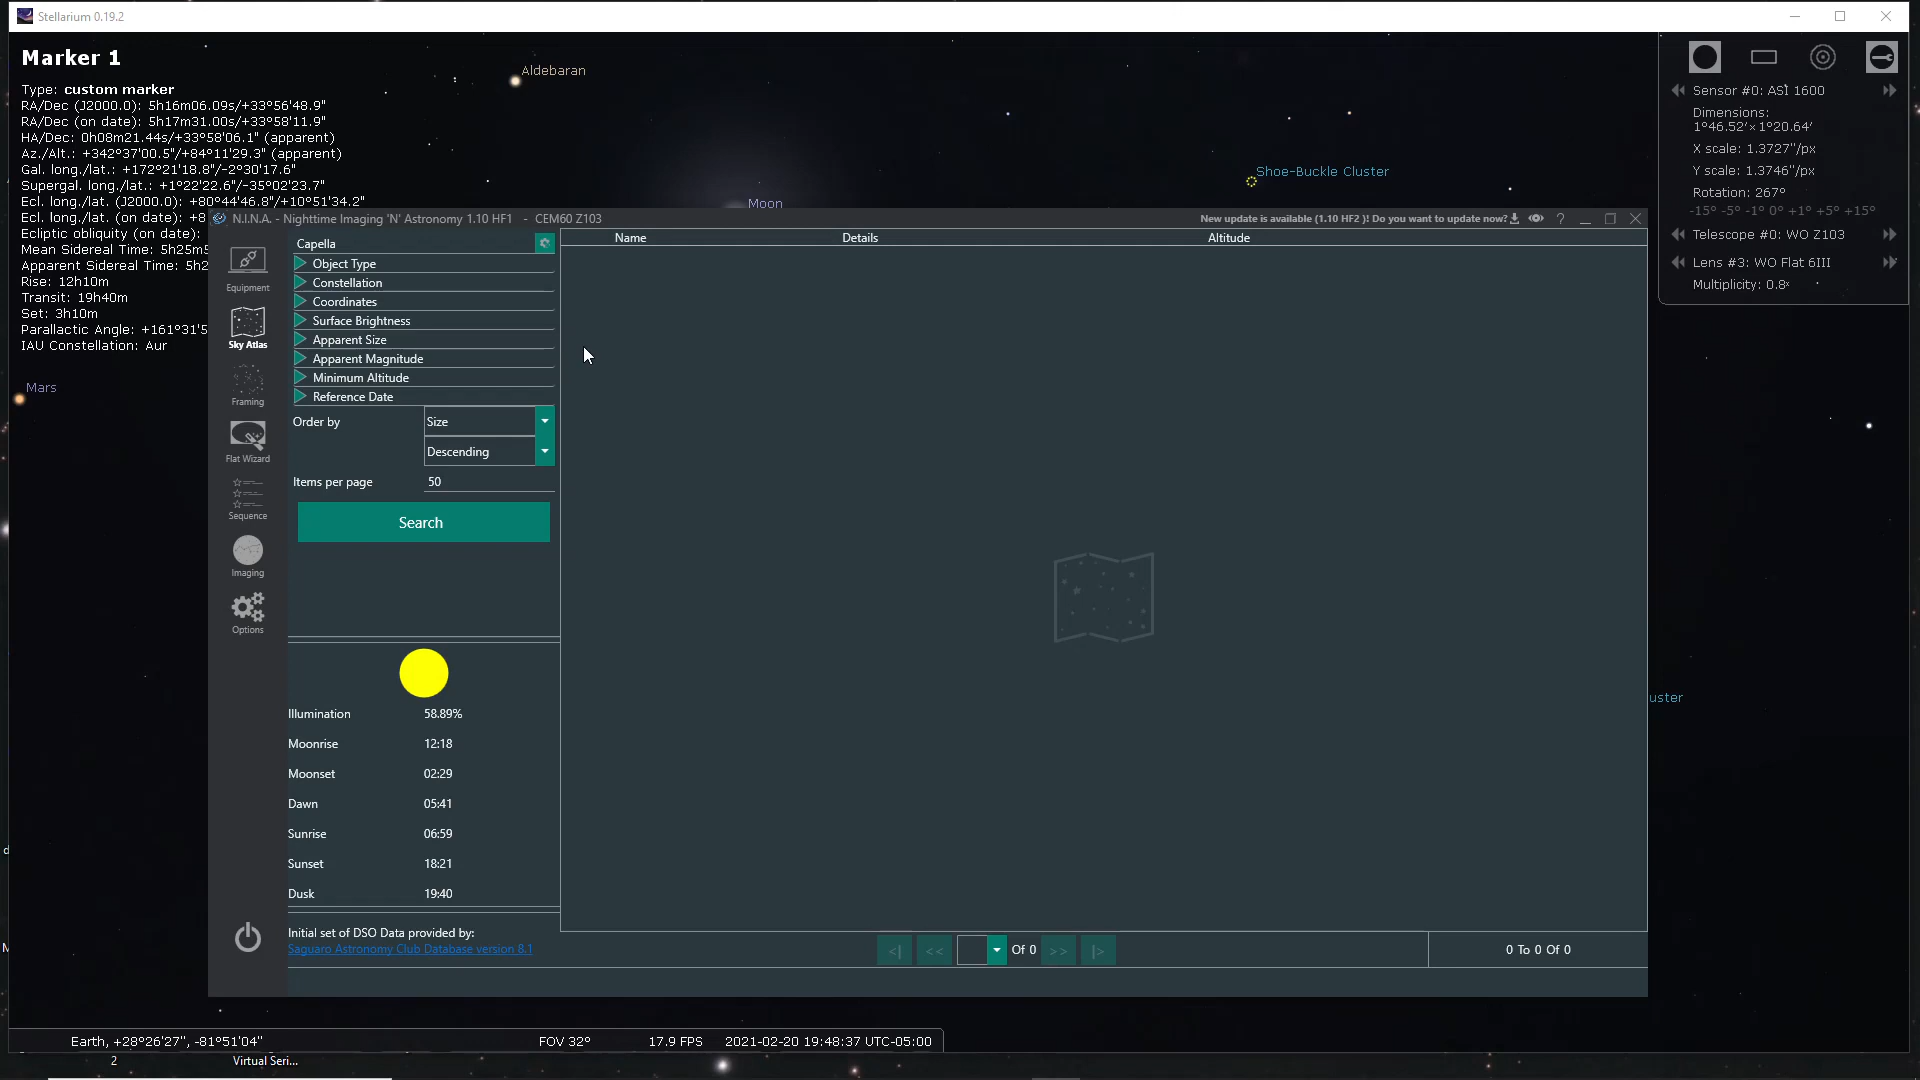 Stellarium 0.19.2
Marker 1
Type: custom marker
RA/Dec (J2000.0): 5h16m06.09s/+33°56'48.9"
RA/Dec (on date): 5h17m31.00s/+33°58'11.9"
HA/Dec: 0h08m21.44s/+33°58'06.1" (apparent)
Az./Alt.: +342°37'00.5"/+84°11'29.3" (apparent)
Gal. long./lat.: +172°21'18.8"/-2°30'17.6"
Supergal. long./lat.: +1°22'22.6"/-35°02'23.7"
Ecl. long./lat. (J2000.0): +80°44'46.8"/+10°51'34.2"
Ecl. long./lat. (on date): +8
Ecliptic obliquity (on date):
Mean Sidereal Time: 5h25m5
Apparent Sidereal Time: 5h2
Rise: 12h10m
Transit: 19h40m
Set: 3h10m
Parallactic Angle: +161°31'5
IAU Constellation: Aur
Aldebaran
Moon
Shoe-Buckle Cluster
Mars
uster
Sensor #0: ASI 1600
Dimensions:
1°46.52'×1°20.64'
X scale: 1.3727"/px
Y scale: 1.3746"/px
Rotation: 267°
-15° -5° -1° 0° +1° +5° +15°
Telescope #0: WO Z103
Lens #3: WO Flat 6III
Multiplicity: 0.8×
N.I.N.A. - Nighttime Imaging 'N' Astronomy 1.10 HF1 - CEM60 Z103
New update is available (1.10 HF2 )! Do you want to update now?
?
Equipment
Sky Atlas
Framing
Flat Wizard
Sequence
Imaging
Options
Capella
Object Type
Constellation
Coordinates
Surface Brightness
Apparent Size
Apparent Magnitude
Minimum Altitude
Reference Date
Order by Size
Descending
Items per page 50
Search
Illumination 58.89%
Moonrise 12:18
Moonset 02:29
Dawn 05:41
Sunrise 06:59
Sunset 18:21
Dusk 19:40
Initial set of DSO Data provided by:
Saguaro Astronomy Club Database version 8.1
Name Details Altitude
<| << Of 0 >> |>
0 To 0 Of 0
Earth, +28°26'27", -81°51'04" FOV 32° 17.9 FPS 2021-02-20 19:48:37 UTC-05:00
2 Virtual Seri...